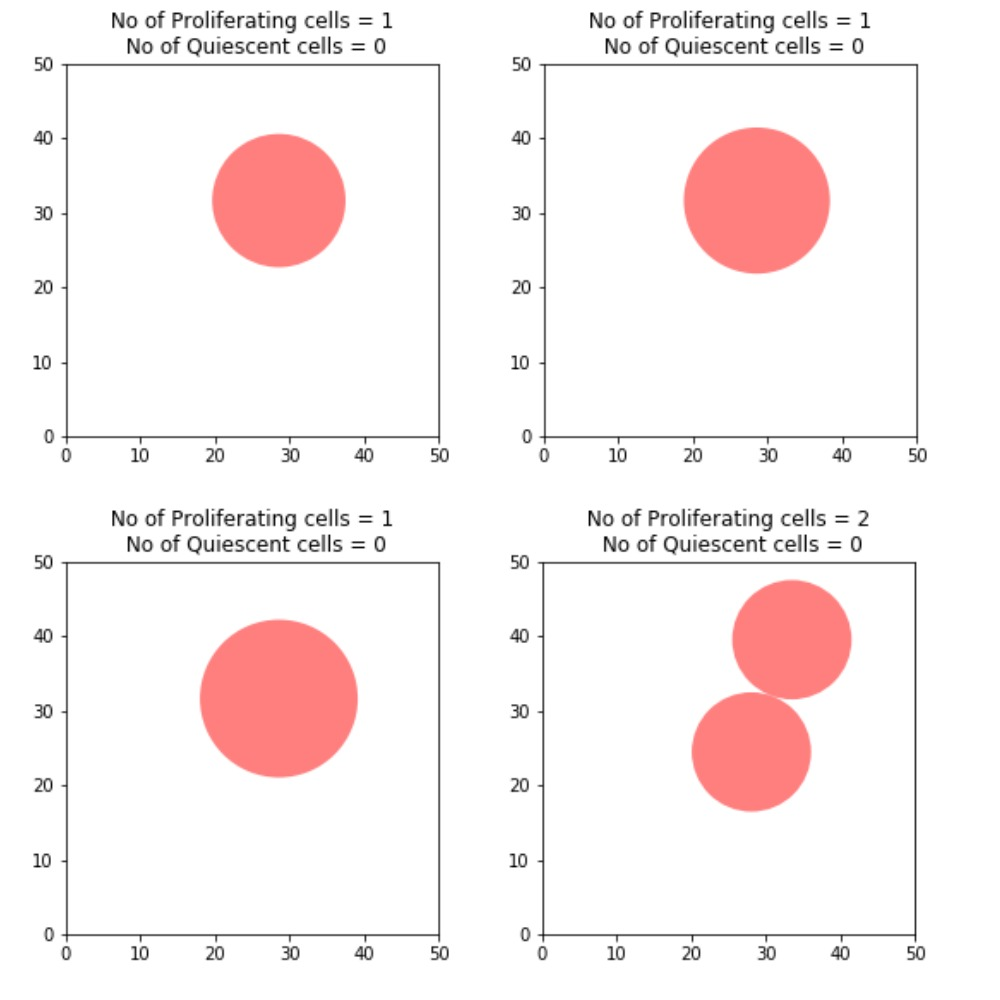 No of Proliferating cells = 1
No of Quiescent cells = 0
50
40
30
20
10
0
0 10 20 30 40 50
No of Proliferating cells = 1
No of Quiescent cells = 0
50
40
30
20
10
0
0 10 20 30 40 50
No of Proliferating cells = 1
No of Quiescent cells = 0
50
40
30
20
10
0
0 10 20 30 40 50
No of Proliferating cells = 2
No of Quiescent cells = 0
50
40
30
20
10
0
0 10 20 30 40 50